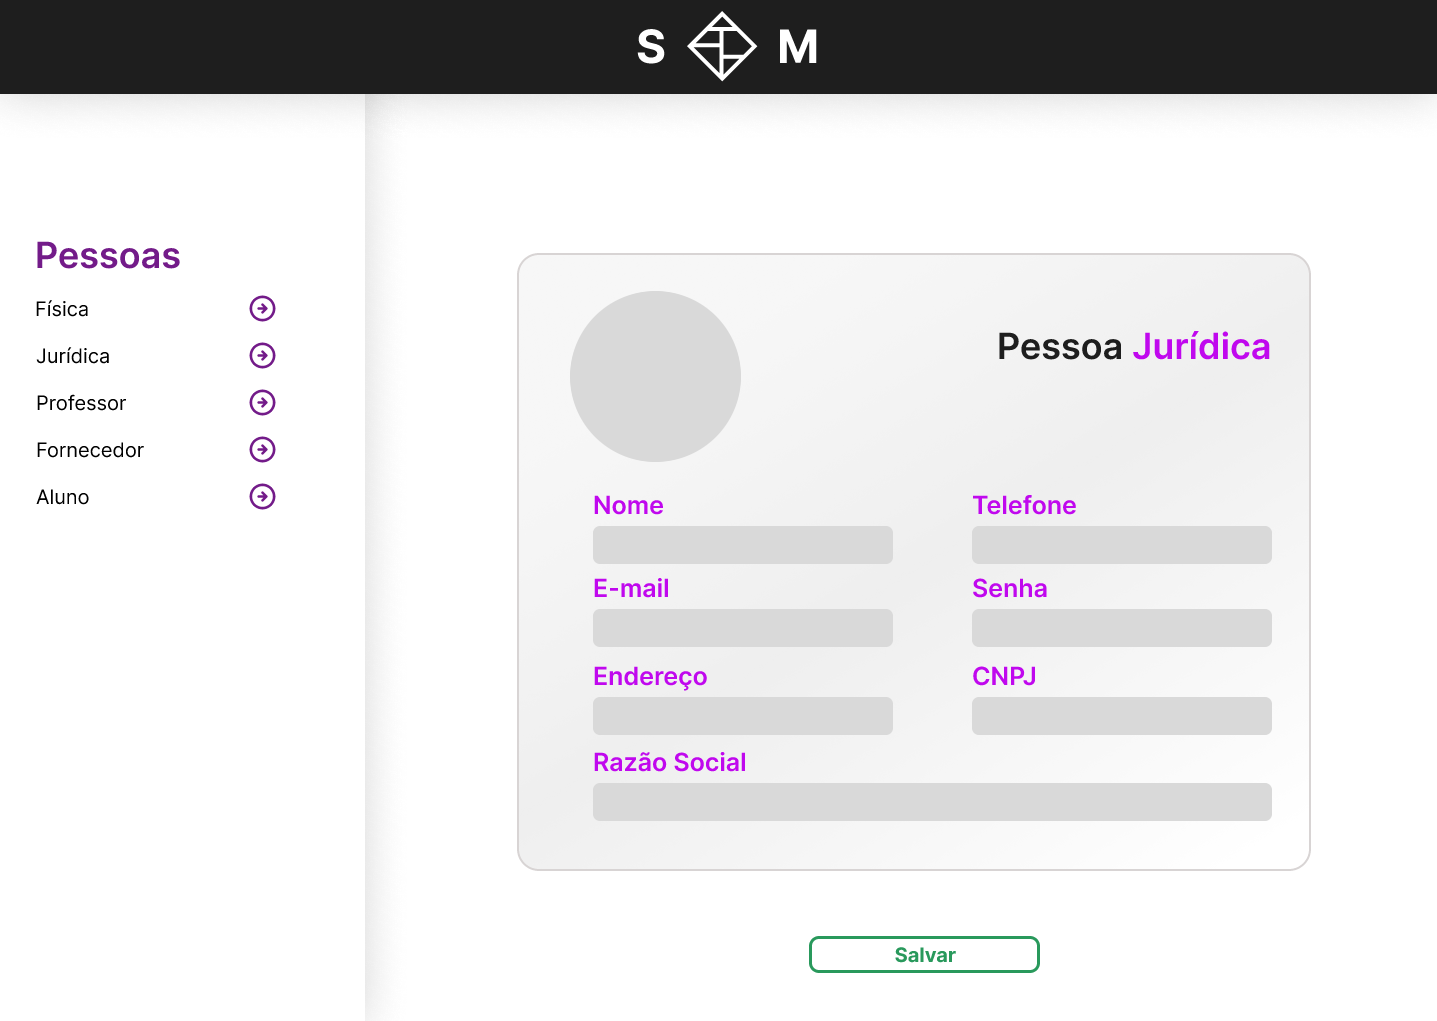 S M
Pessoas
Física
Jurídica
Professor
Fornecedor
Aluno
Pessoa Jurídica
Nome
Telefone
E-mail
Senha
Endereço
CNPJ
Razão Social
Salvar